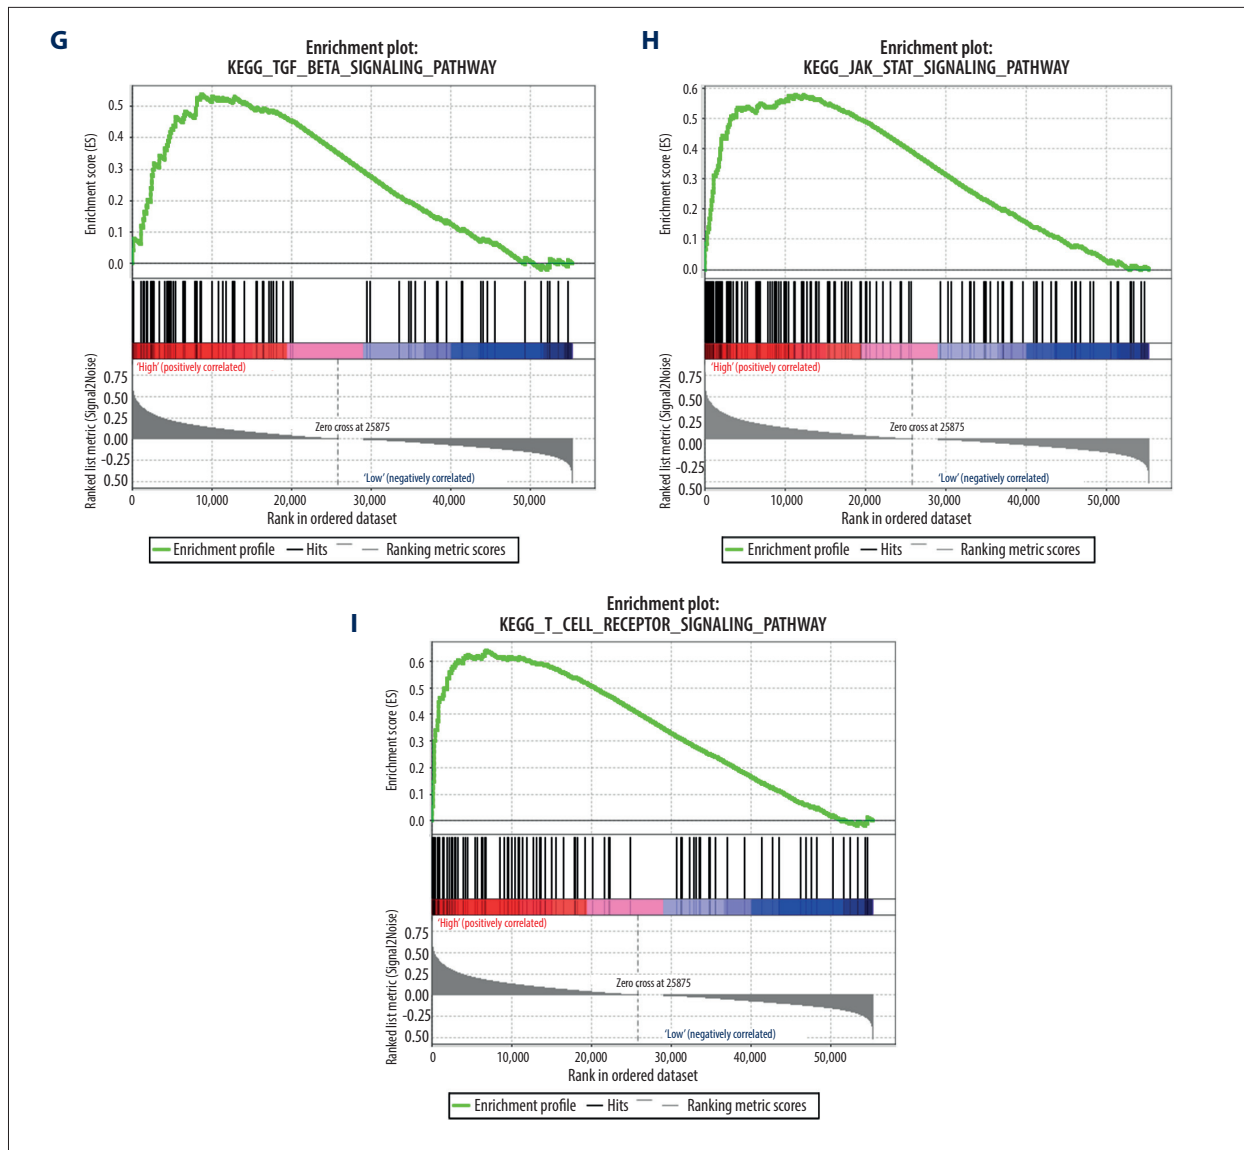 G
Enrichment plot:
KEGG_TGF_BETA_SIGNALING_PATHWAY
Enrichment score (ES)
0.5
0.4
0.3
0.2
0.1
0.0
'High' (positively correlated)
Ranked list metric (Signal2Noise)
0.75
0.50
0.25
0.00
-0.25
0.50
Zero cross at 25875
'Low' (negatively correlated)
0 10,000 20,000 30,000 40,000 50,000
Rank in ordered dataset
Enrichment profile Hits Ranking metric scores
H
Enrichment plot:
KEGG_JAK_STAT_SIGNALING_PATHWAY
Enrichment score (ES)
0.6
0.5
0.4
0.3
0.2
0.1
0.0
'High' (positively correlated)
Ranked list metric (Signal2Noise)
0.75
0.50
0.25
0.00
-0.25
0.50
Zero cross at 25875
'Low' (negatively correlated)
0 10,000 20,000 30,000 40,000 50,000
Rank in ordered dataset
Enrichment profile Hits Ranking metric scores
I
Enrichment plot:
KEGG_T_CELL_RECEPTOR_SIGNALING_PATHWAY
Enrichment score (ES)
0.6
0.5
0.4
0.3
0.2
0.1
0.0
'High' (positively correlated)
Ranked list metric (Signal2Noise)
0.75
0.50
0.25
0.00
-0.25
0.50
Zero cross at 25875
'Low' (negatively correlated)
0 10,000 20,000 30,000 40,000 50,000
Rank in ordered dataset
Enrichment profile Hits Ranking metric scores